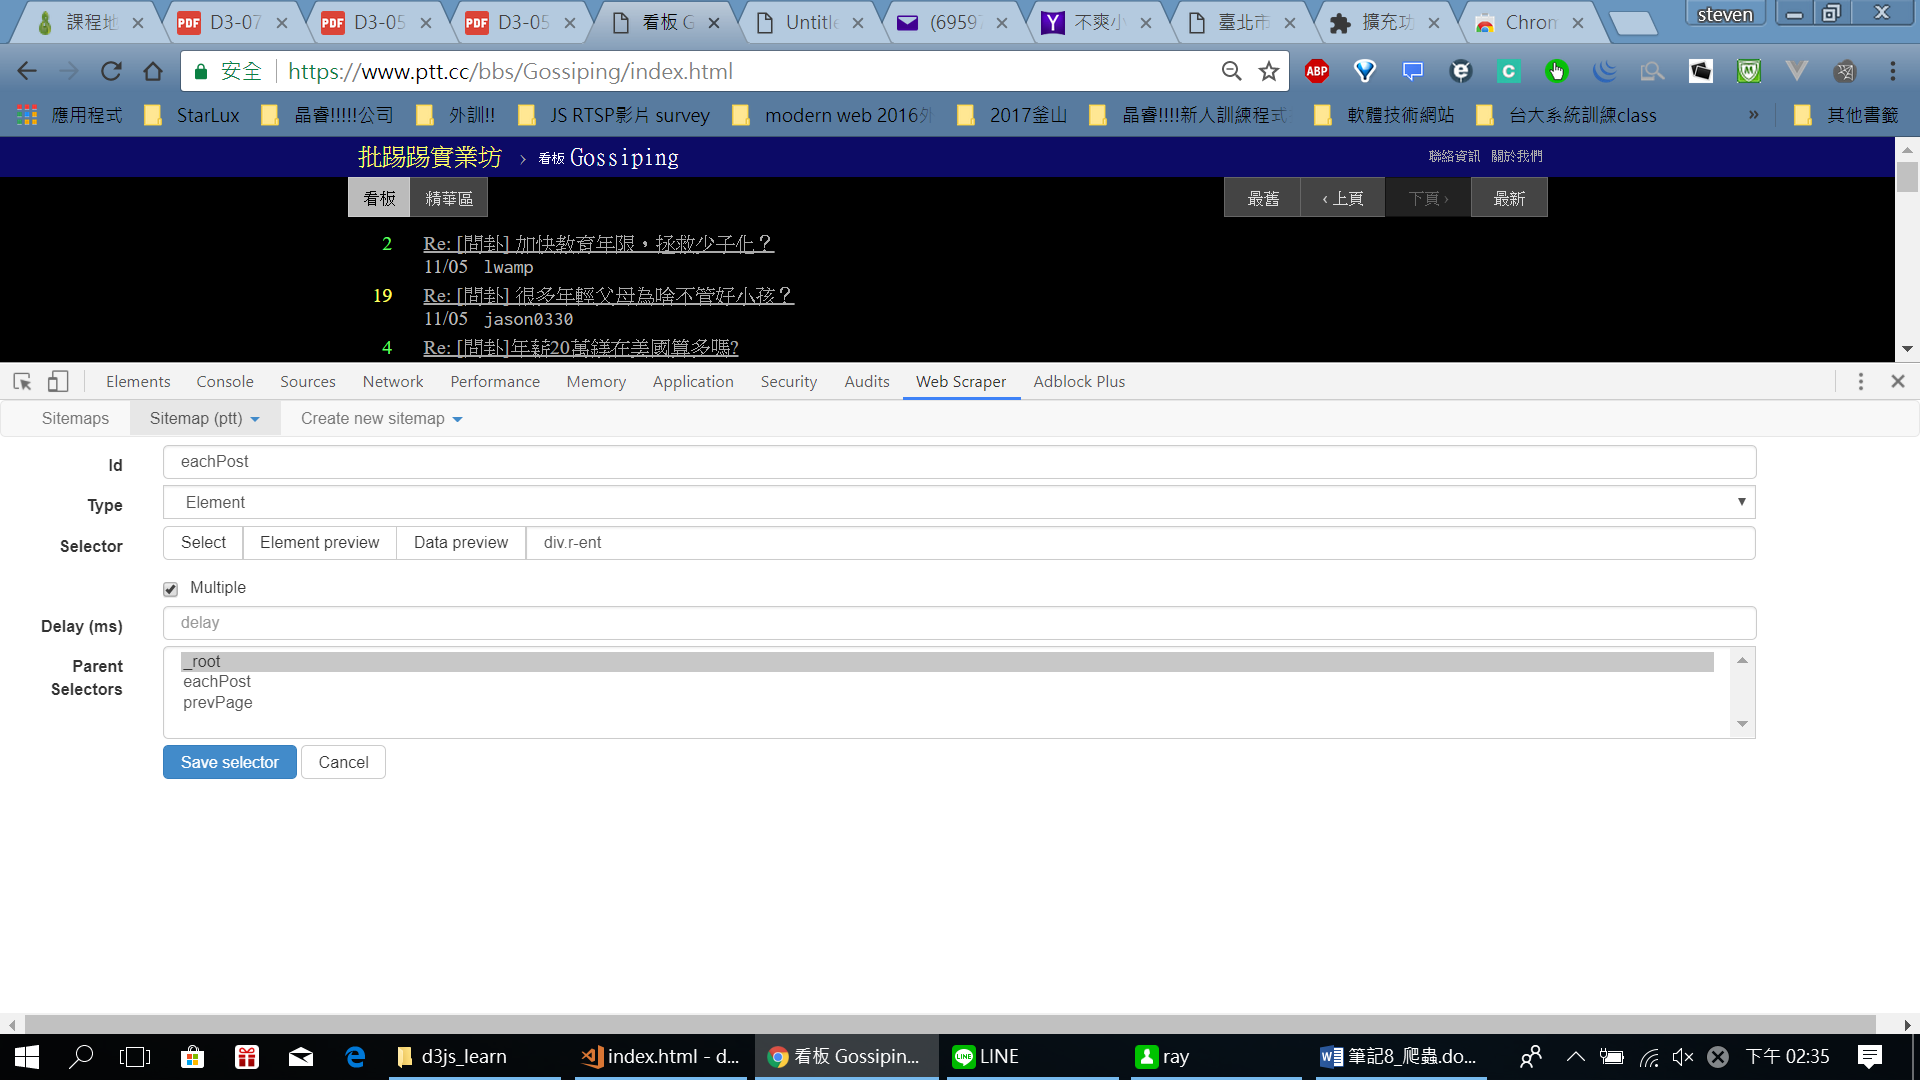 課程地 PDF D3-07 PDF D3-05 PDF D3-05 看板 G Untitle (69597 Y 不爽小 臺北市 擴充功 Chrom steven
安全 https://www.ptt.cc/bbs/Gossiping/index.html ABP
應用程式 StarLux 晶睿!!!!!公司 外訓!! JS RTSP影片 survey modern web 2016外 2017釜山 晶睿!!!!新人訓練程式 軟體技術網站 台大系統訓練class » 其他書籤
批踢踢實業坊 › 看板 Gossiping 聯絡資訊 關於我們
看板 精華區 最舊 ‹ 上頁 下頁 › 最新
2 Re: [問卦] 加快教育年限，拯救少子化？
11/05 lwamp
19 Re: [問卦] 很多年輕父母為啥不管好小孩？
11/05 jason0330
4 Re: [問卦]年薪20萬鎂在美國算多嗎?
Elements Console Sources Network Performance Memory Application Security Audits Web Scraper Adblock Plus
Sitemaps Sitemap (ptt) Create new sitemap
Id eachPost
Type Element
Selector Select Element preview Data preview div.r-ent
Multiple
Delay (ms) delay
Parent Selectors _root
eachPost
prevPage
Save selector Cancel
d3js_learn index.html - d... 看板 Gossipin... LINE ray 筆記8_爬蟲.do... 下午 02:35